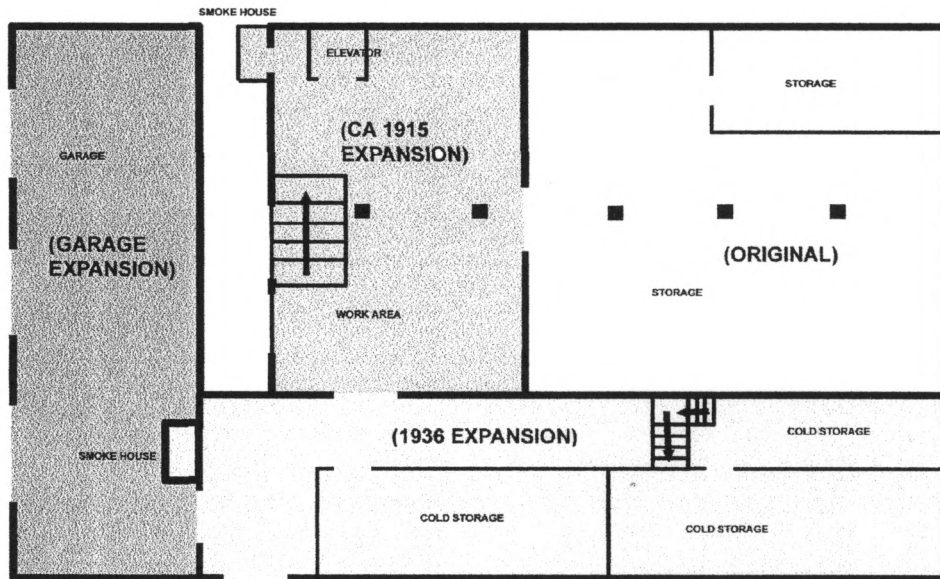 SMOKE HOUSE
ELEVATOR
STORAGE
(CA 1915
EXPANSION)
GARAGE
(GARAGE
EXPANSION)
(ORIGINAL)
STORAGE
WORK AREA
(1936 EXPANSION)
COLD STORAGE
SMOKE HOUSE
COLD STORAGE
COLD STORAGE